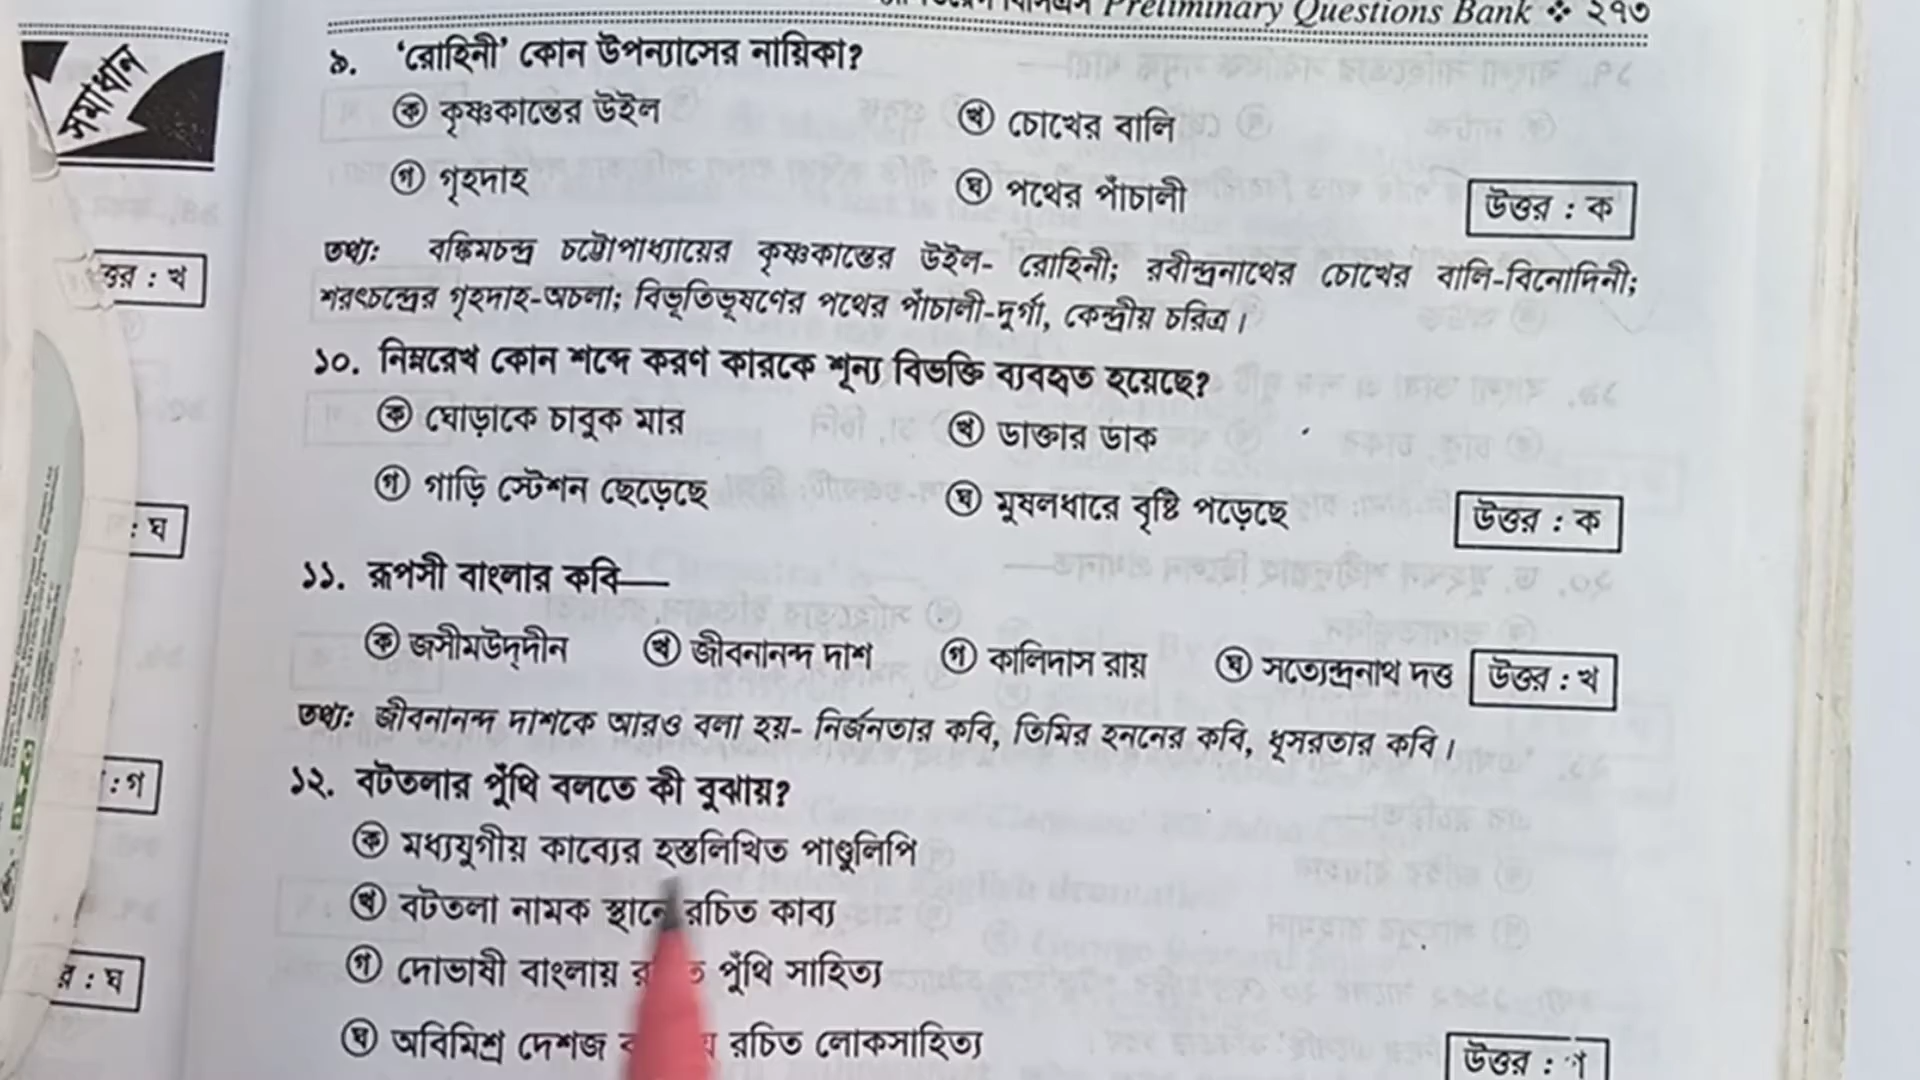 Preliminary Questions Bank ❖ ২৭৩
সমাধান
৯. ‘রোহিনী’ কোন উপন্যাসের নায়িকা?
ক কৃষ্ণকান্তের উইল
খ চোখের বালি
গ গৃহদাহ
ঘ পথের পাঁচালী
উত্তর : ক
তথ্য: বঙ্কিমচন্দ্র চট্টোপাধ্যায়ের কৃষ্ণকান্তের উইল- রোহিনী; রবীন্দ্রনাথের চোখের বালি-বিনোদিনী;
শরৎচন্দ্রের গৃহদাহ-অচলা; বিভূতিভূষণের পথের পাঁচালী-দুর্গা, কেন্দ্রীয় চরিত্র।
১০. নিম্নরেখ কোন শব্দে করণ কারকে শূন্য বিভক্তি ব্যবহৃত হয়েছে?
ক ঘোড়াকে চাবুক মার
খ ডাক্তার ডাক
গ গাড়ি স্টেশন ছেড়েছে
ঘ মুষলধারে বৃষ্টি পড়েছে
উত্তর : ক
১১. রূপসী বাংলার কবি—
ক জসীমউদ্‌দীন খ জীবনানন্দ দাশ গ কালিদাস রায় ঘ সত্যেন্দ্রনাথ দত্ত উত্তর : খ
তথ্য: জীবনানন্দ দাশকে আরও বলা হয়- নির্জনতার কবি, তিমির হননের কবি, ধূসরতার কবি।
১২. বটতলার পুঁথি বলতে কী বুঝায়?
ক মধ্যযুগীয় কাব্যের হস্তলিখিত পাণ্ডুলিপি
খ বটতলা নামক স্থানে রচিত কাব্য
গ দোভাষী বাংলায় পুঁথি সাহিত্য
ঘ অবিমিশ্র দেশজ রচিত লোকসাহিত্য
উত্তর : গ
: খ
: ঘ
: গ
র : ঘ